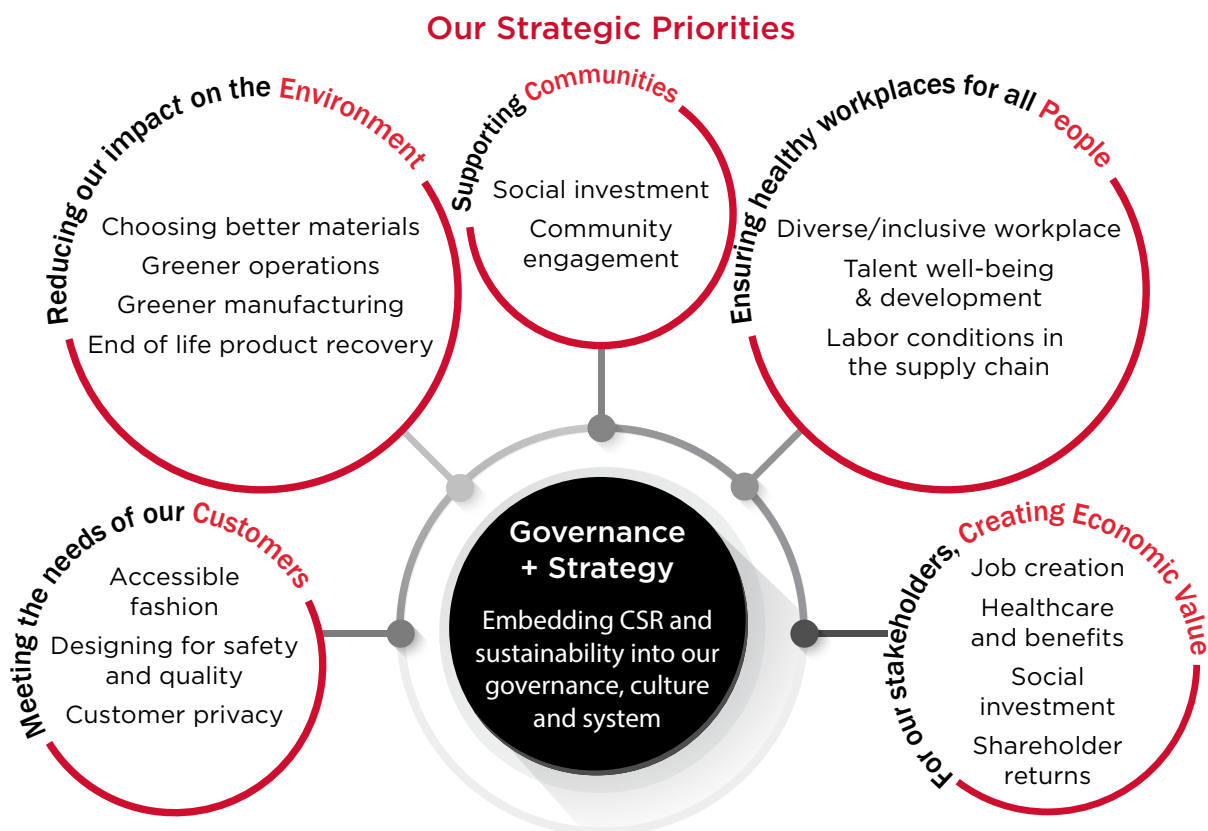 Our Strategic Priorities
Reducing our impact on the Environment
Choosing better materials
Greener operations
Greener manufacturing
End of life product recovery
Supporting Communities
Social investment
Community
engagement
Ensuring healthy workplaces for all People
Diverse/inclusive workplace
Talent well-being
& development
Labor conditions in
the supply chain
Meeting the needs of our Customers
Accessible
fashion
Designing for safety
and quality
Customer privacy
Governance
+ Strategy
Embedding CSR and
sustainability into our
governance, culture
and system
For our stakeholders, Creating Economic Value
Job creation
Healthcare
and benefits
Social
investment
Shareholder
returns